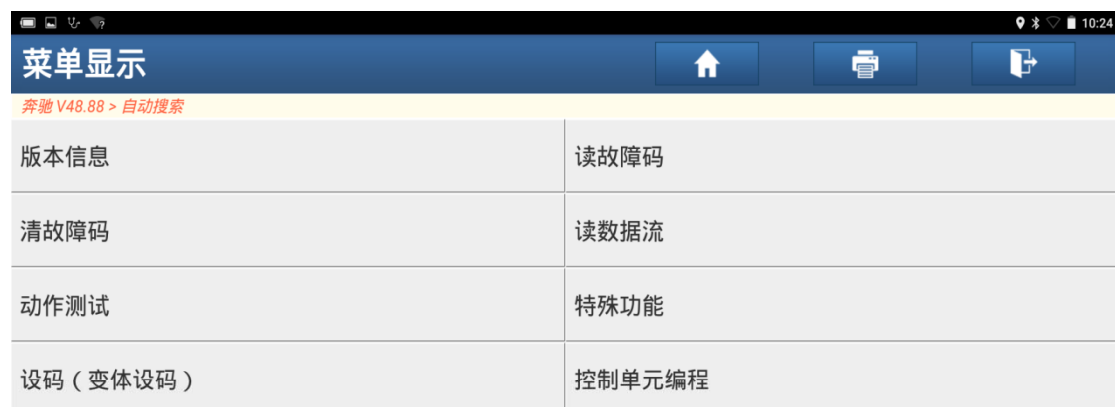 10:24
菜单显示
奔驰 V48.88 > 自动搜索
版本信息
读故障码
清故障码
读数据流
动作测试
特殊功能
设码（变体设码）
控制单元编程